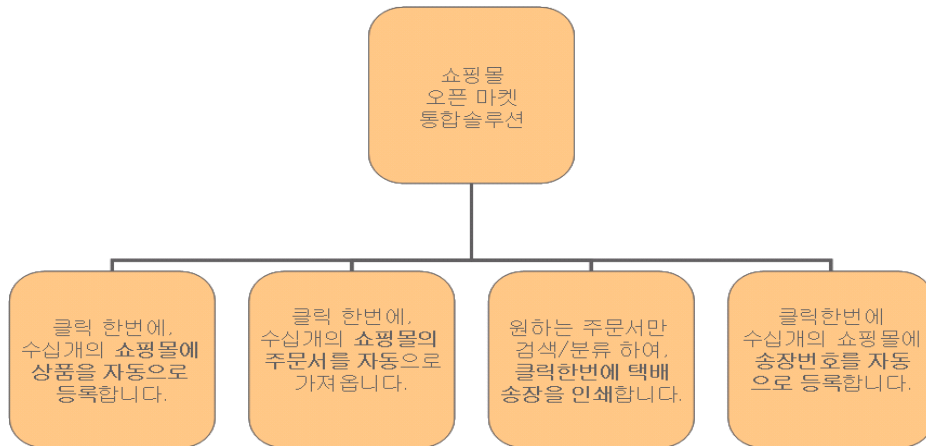 쇼핑몰
오픈 마켓
통합솔루션
클릭 한번에,
수십개의 쇼핑몰에
상품을 자동으로
등록합니다.
클릭 한번에,
수십개의 쇼핑몰의
주문서를 자동으로
가져옵니다.
원하는 주문서만
검색/분류 하여,
클릭한번에 택배
송장을 인쇄합니다.
클릭한번에
수십개의 쇼핑몰에
송장번호를 자동
으로 등록합니다.